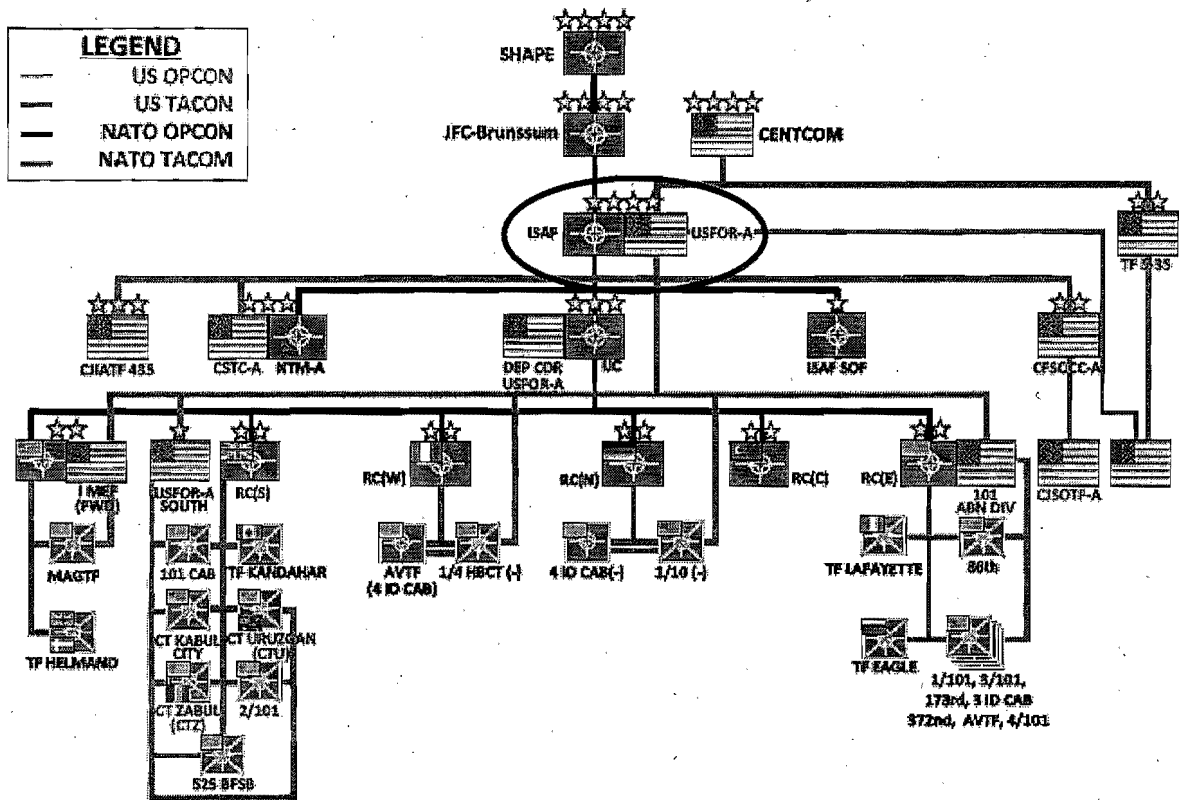 LEGEND
US OPCON
US TACON
NATO OPCON
NATO TACOM
SHAPE
JFC-Brunssum
CENTCOM
ISAF
USFOR-A
CJIATF 435
CSTC-A
NTM-A
DEP CDR
USFOR-A
IJC
ISAF SOF
CFSOCC-A
I MEF
(FWD)
USFOR-A
SOUTH
RC(S)
RC(W)
RC(N)
RC(C)
RC(E)
101
ABN DIV
CJSOTF-A
MAGTF
101 CAB
TF KANDAHAR
AVTF
(4 ID CAB)
1/4 HBCT (-)
4 ID CAB(-)
1/10 (-)
TF LAFAYETTE
86th
TF HELMAND
CT KABUL
CITY
CT URUZGAN
(CTU)
TF EAGLE
CT ZABUL
(CTZ)
2/101
1/101, 3/101,
173rd, 3 ID CAB
372nd, AVTF, 4/101
525 BFSB